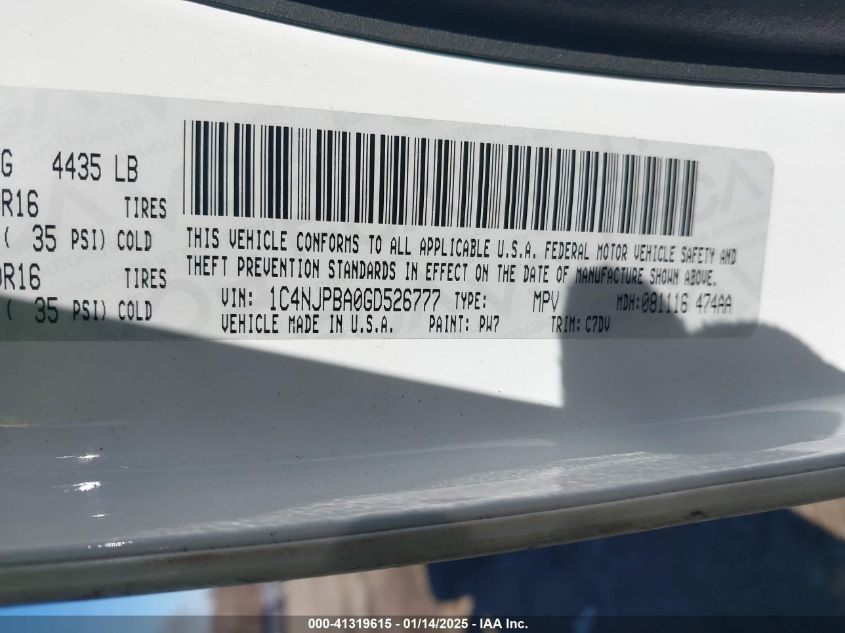 G 4435 LB
R16 TIRES
( 35 PSI) COLD
R16 TIRES
( 35 PSI) COLD
THIS VEHICLE CONFORMS TO ALL APPLICABLE U.S.A. FEDERAL MOTOR VEHICLE SAFETY AND
THEFT PREVENTION STANDARDS IN EFFECT ON THE DATE OF MANUFACTURE SHOWN ABOVE.
VIN: 1C4NJPBA0GD526777 TYPE: MPV MDH: 081116 474AA
VEHICLE MADE IN U.S.A. PAINT: PW7 TRIM: C7DV
000-41319615 - 01/14/2025 - IAA Inc.